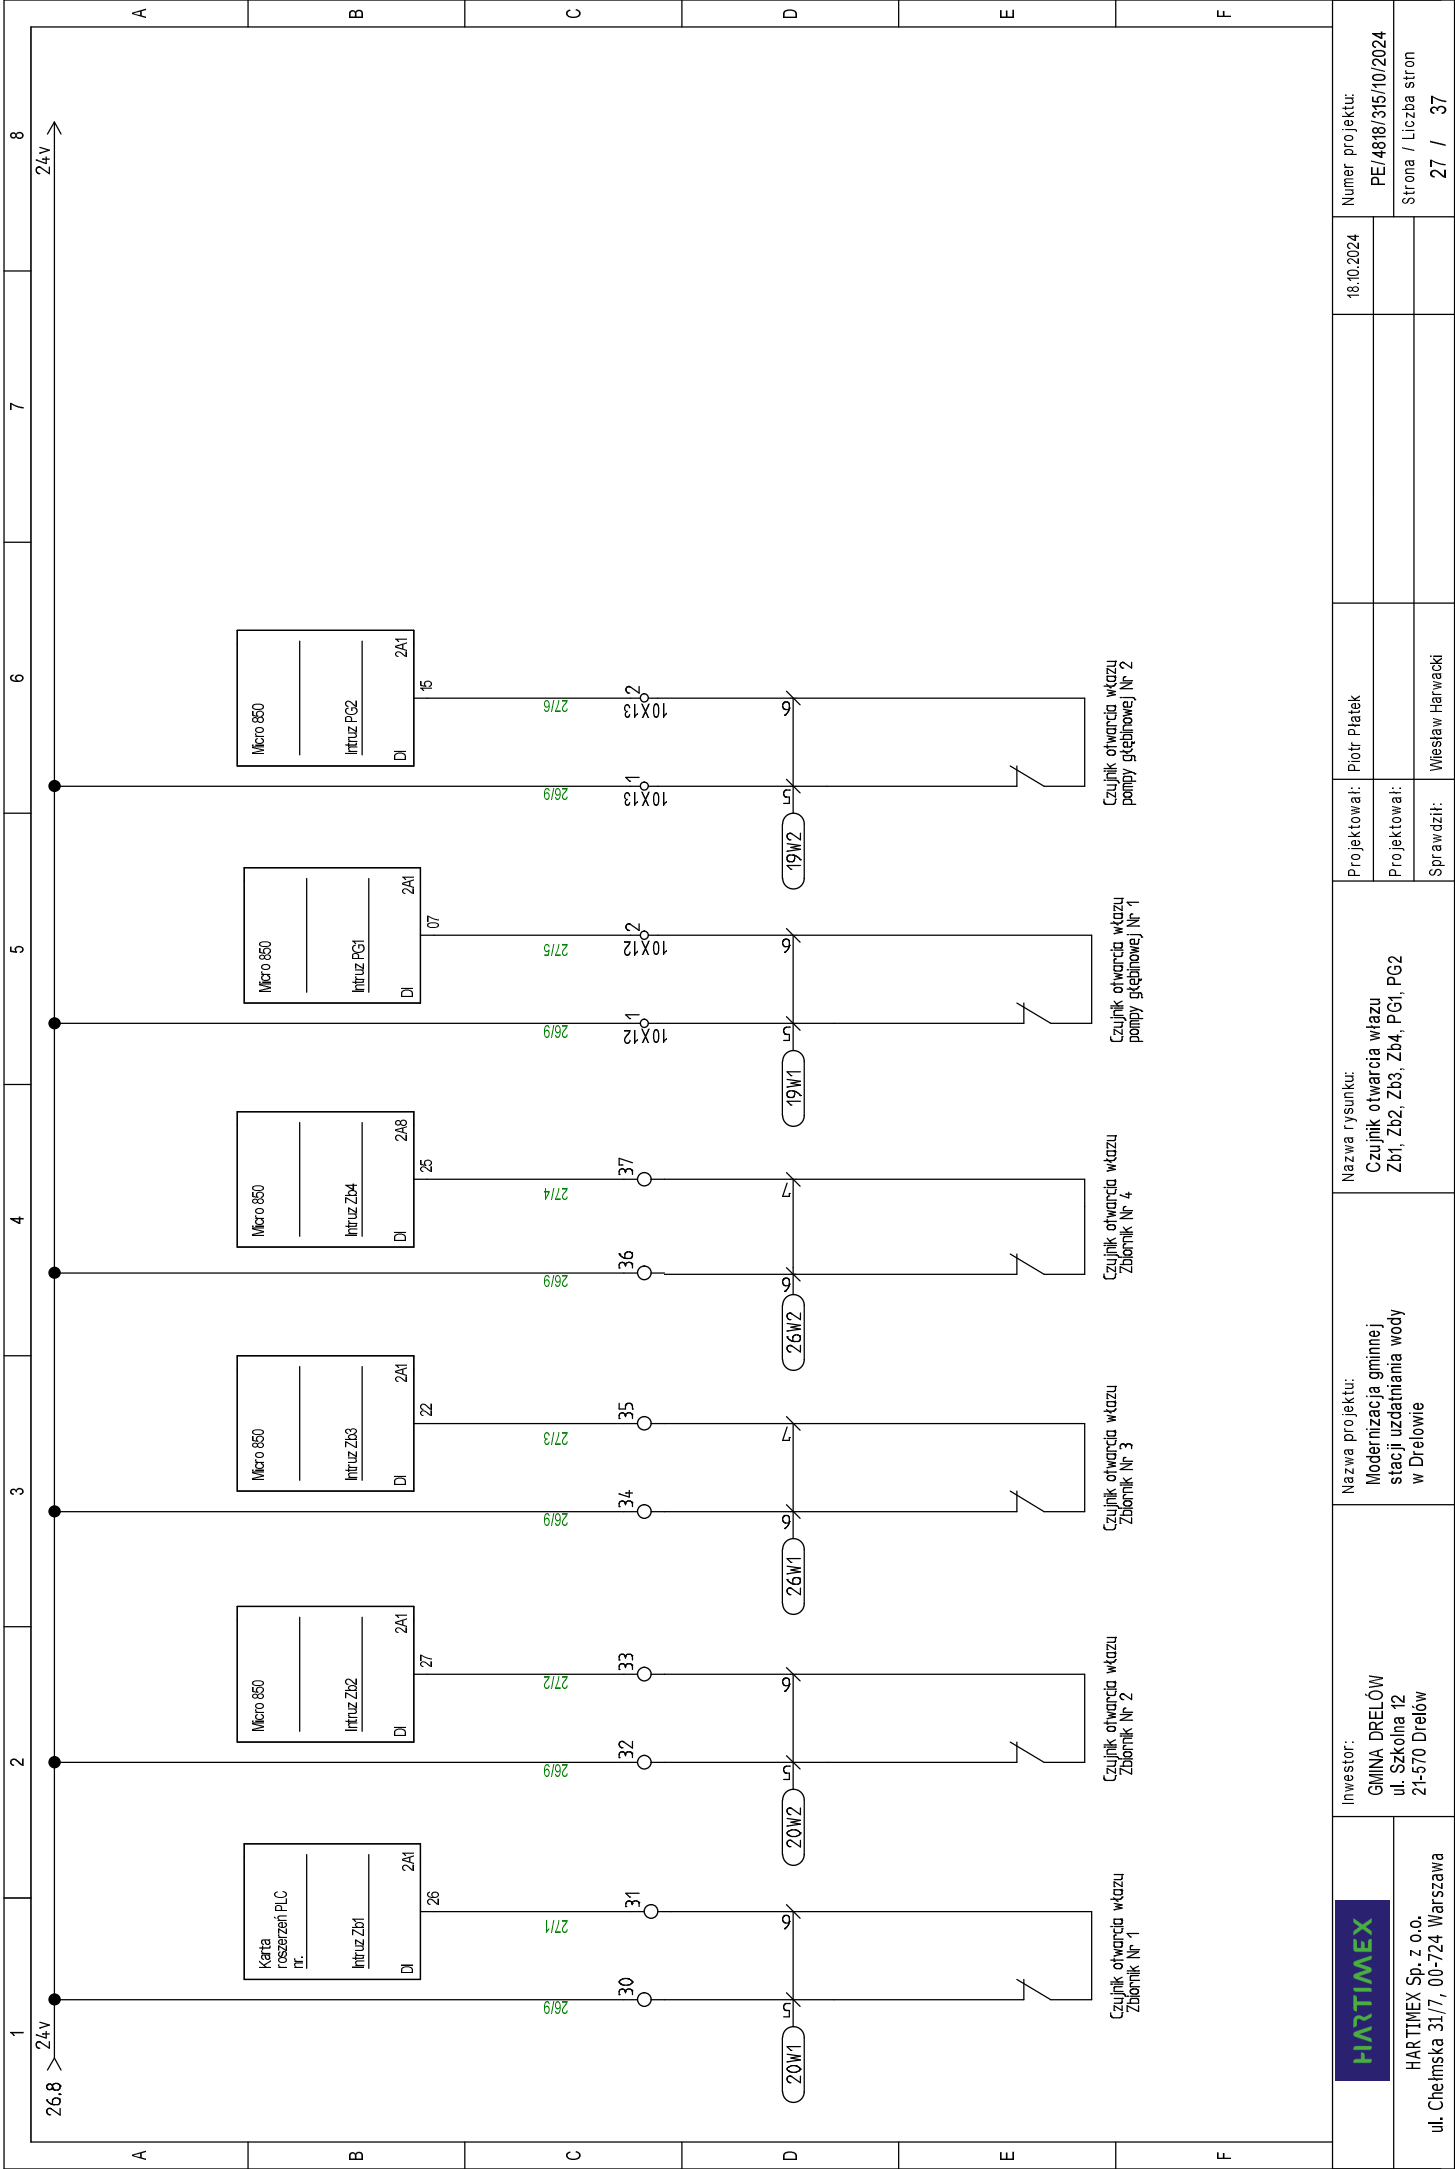 1 2 3 4 5 6 7 8
A B C D E F
A B C D E F
26.8 24v 24v
Karta
roszerzeń PLC
nr.
Intruz Zb1
DI 2A1
26
26/9 27/1
30 31
20W1 5 6
Czujnik otwarcia włazu
Zbiornik Nr 1
Micro 850
Intruz Zb2
DI 2A1
27
26/9 27/2
32 33
20W2 5 6
Czujnik otwarcia włazu
Zbiornik Nr 2
Micro 850
Intruz Zb3
DI 2A1
22
26/9 27/3
34 35
26W1 6 7
Czujnik otwarcia włazu
Zbiornik Nr 3
Micro 850
Intruz Zb4
DI 2A8
25
26/9 27/4
36 37
26W2 6 7
Czujnik otwarcia włazu
Zbiornik Nr 4
Micro 850
Intruz PG1
DI 2A1
07
26/9 27/5
10X12 1 10X12 2
19W1 5 6
Czujnik otwarcia włazu
pompy głębinowej Nr 1
Micro 850
Intruz PG2
DI 2A1
15
26/9 27/6
10X13 1 10X13 2
19W2 5 6
Czujnik otwarcia włazu
pompy głębinowej Nr 2
HARTIMEX
HARTIMEX Sp. z o.o.
ul. Chełmska 31/7, 00-724 Warszawa
Inwestor:
GMINA DRELÓW
ul. Szkolna 12
21-570 Drelów
Nazwa projektu:
Modernizacja gminnej
stacji uzdatniania wody
w Drelowie
Nazwa rysunku:
Czujnik otwarcia włazu
Zb1, Zb2, Zb3, Zb4, PG1, PG2
Projektował: Piotr Płatek 18.10.2024
Projektował:
Sprawdził: Wiesław Harwacki
Numer projektu:
PE/4818/315/10/2024
Strona / Liczba stron
27 / 37